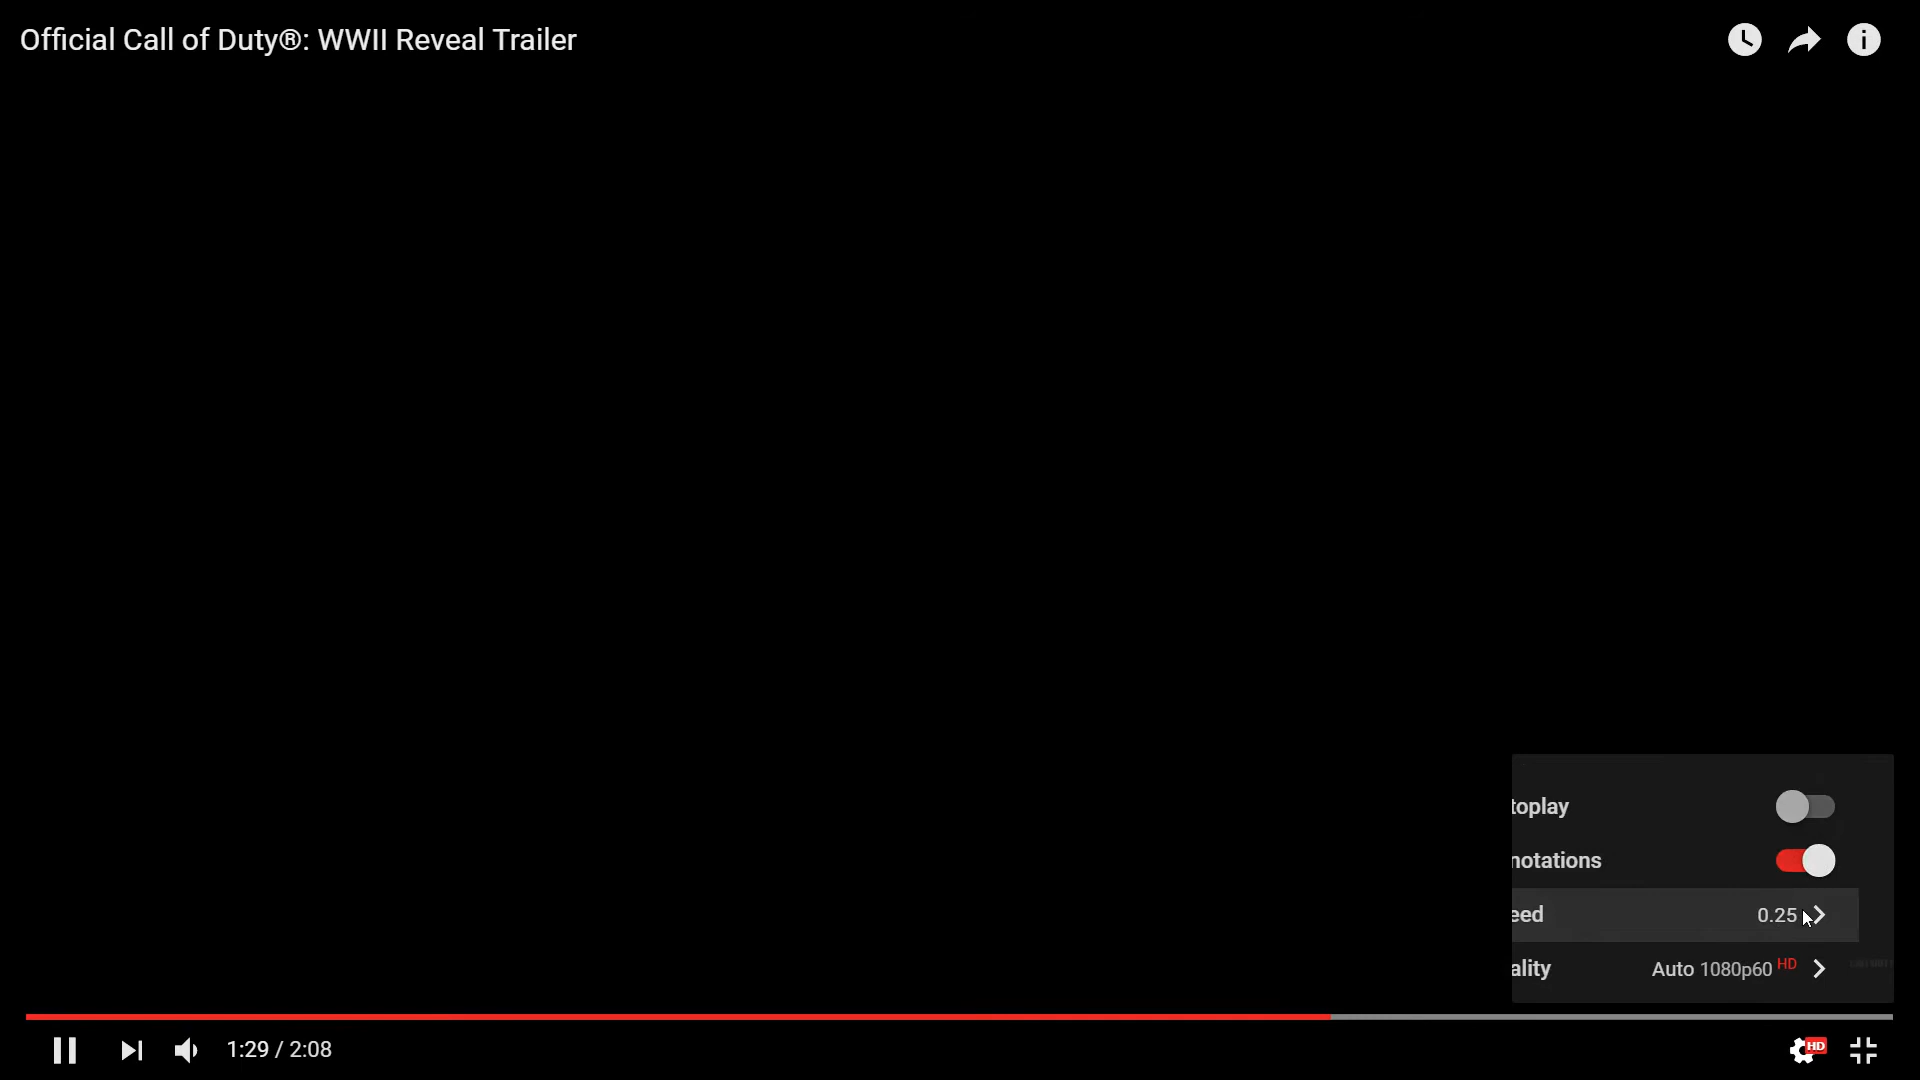 Official Call of Duty®: WWII Reveal Trailer
toplay
notations
eed 0.25
ality Auto 1080p60 HD
1:29 / 2:08 HD